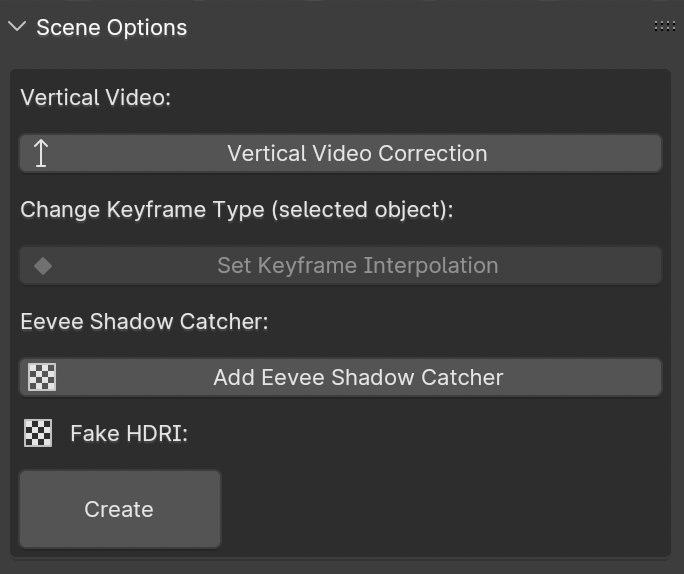 Scene Options
Vertical Video:
Vertical Video Correction
Change Keyframe Type (selected object):
Set Keyframe Interpolation
Eevee Shadow Catcher:
Add Eevee Shadow Catcher
Fake HDRI:
Create